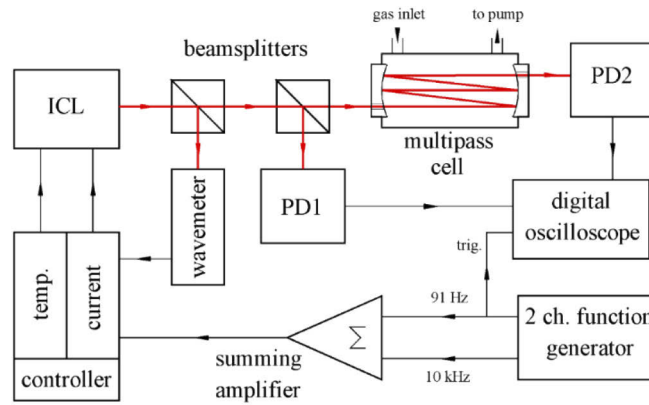 gas inlet
to pump
beamsplitters
ICL
PD2
multipass
cell
wavemeter
PD1
digital
oscilloscope
trig.
temp.
current
controller
91 Hz
10 kHz
Σ
summing
amplifier
2 ch. function
generator